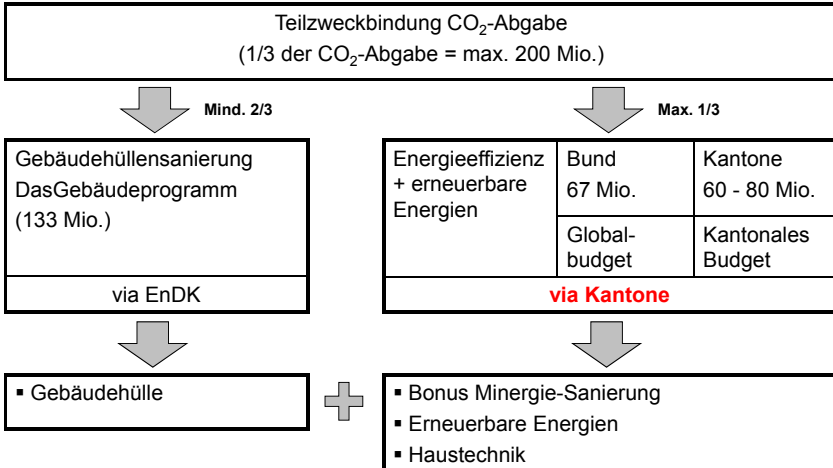 Teilzweckbindung CO₂-Abgabe
(1/3 der CO₂-Abgabe = max. 200 Mio.)
Mind. 2/3
Max. 1/3
Gebäudehüllensanierung
DasGebäudeprogramm
(133 Mio.)
via EnDK
Energieeffizienz
+ erneuerbare
Energien
Bund
67 Mio.
Kantone
60 - 80 Mio.
Global-
budget
Kantonales
Budget
via Kantone
▪ Gebäudehülle
▪ Bonus Minergie-Sanierung
▪ Erneuerbare Energien
▪ Haustechnik